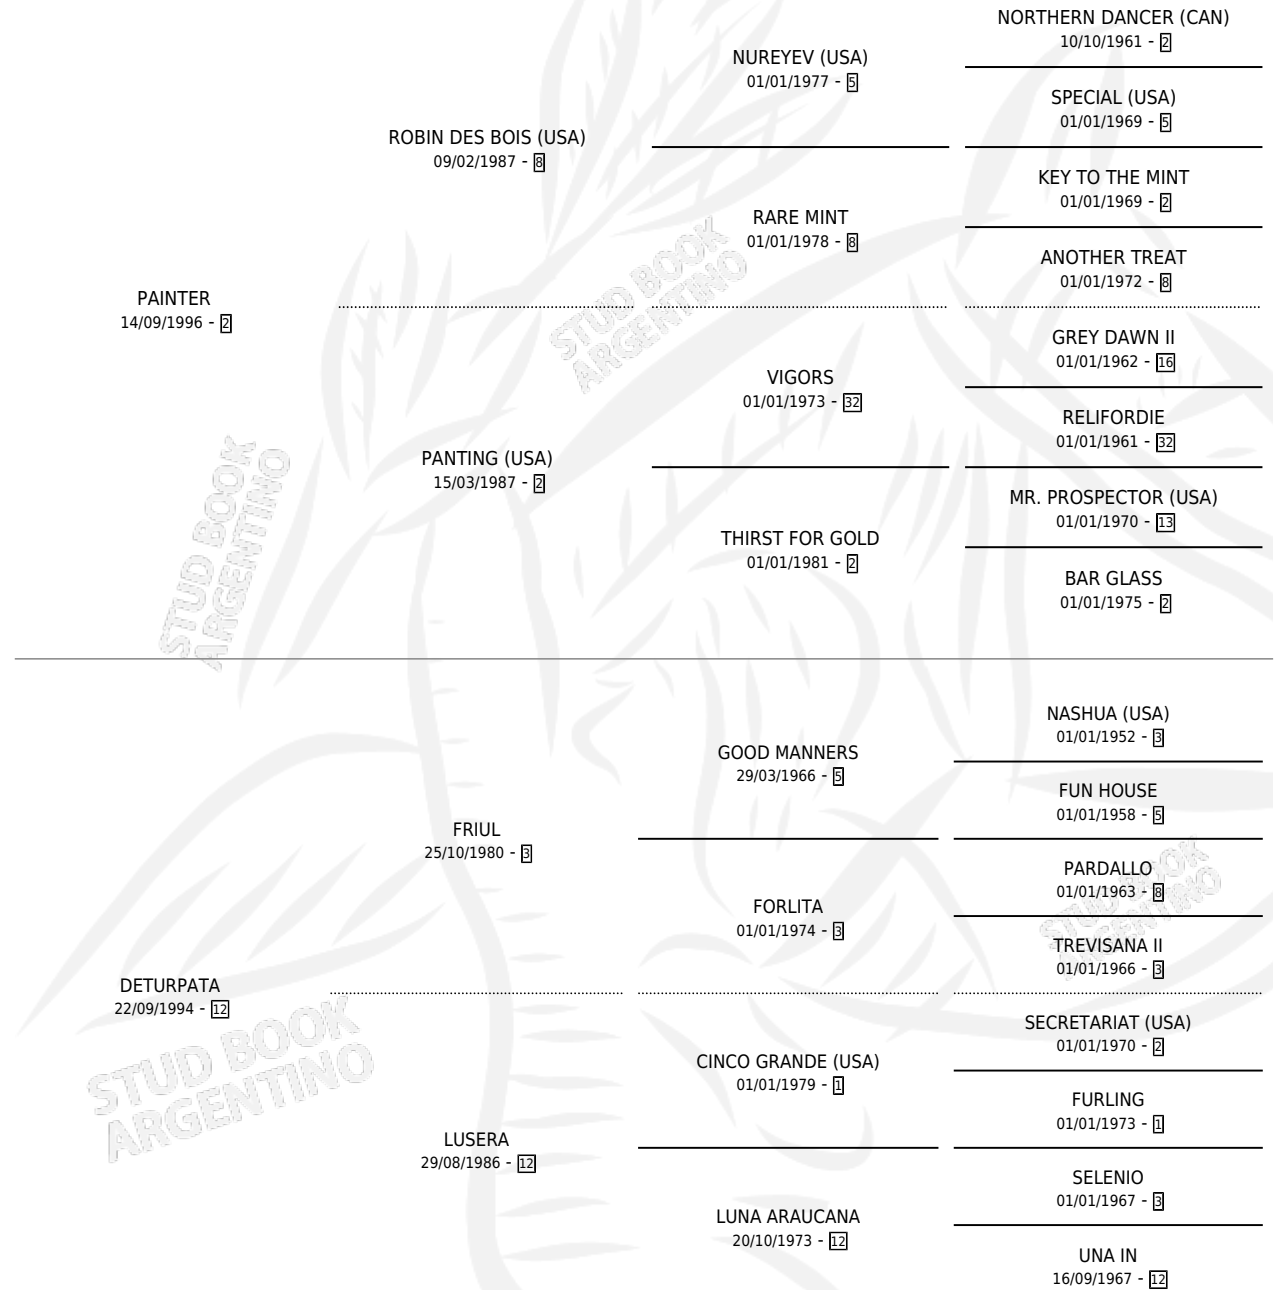 NORTHERN DANCER (CAN)
10/10/1961 - 2
NUREYEV (USA)
01/01/1977 - 5
SPECIAL (USA)
01/01/1969 - 5
ROBIN DES BOIS (USA)
09/02/1987 - 8
KEY TO THE MINT
01/01/1969 - 2
RARE MINT
01/01/1978 - 8
ANOTHER TREAT
01/01/1972 - 8
PAINTER
14/09/1996 - 2
GREY DAWN II
01/01/1962 - 16
VIGORS
01/01/1973 - 32
RELIFORDIE
01/01/1961 - 32
PANTING (USA)
15/03/1987 - 2
MR. PROSPECTOR (USA)
01/01/1970 - 13
THIRST FOR GOLD
01/01/1981 - 2
BAR GLASS
01/01/1975 - 2
NASHUA (USA)
01/01/1952 - 3
GOOD MANNERS
29/03/1966 - 5
FUN HOUSE
01/01/1958 - 5
FRIUL
25/10/1980 - 3
PARDALLO
01/01/1963 - 8
FORLITA
01/01/1974 - 3
TREVISANA II
01/01/1966 - 3
DETURPATA
22/09/1994 - 12
SECRETARIAT (USA)
01/01/1970 - 2
CINCO GRANDE (USA)
01/01/1979 - 1
FURLING
01/01/1973 - 1
LUSERA
29/08/1986 - 12
SELENIO
01/01/1967 - 3
LUNA ARAUCANA
20/10/1973 - 12
UNA IN
16/09/1967 - 12
STUD BOOK
ARGENTINO
STUD BOOK
ARGENTINO
STUD BOOK
ARGENTINO
STUD BOOK
ARGENTINO